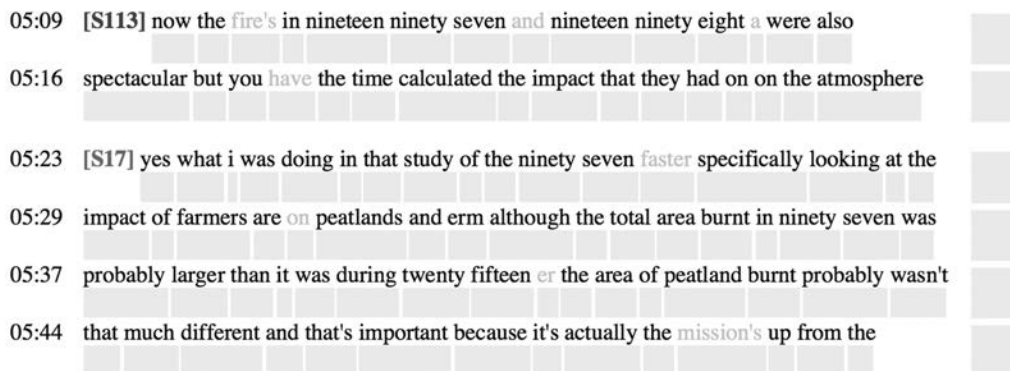 05:09 [S113] now the fire's in nineteen ninety seven and nineteen ninety eight a were also
05:16 spectacular but you have the time calculated the impact that they had on on the atmosphere
05:23 [S17] yes what i was doing in that study of the ninety seven faster specifically looking at the
05:29 impact of farmers are on peatlands and erm although the total area burnt in ninety seven was
05:37 probably larger than it was during twenty fifteen er the area of peatland burnt probably wasn't
05:44 that much different and that's important because it's actually the mission's up from the